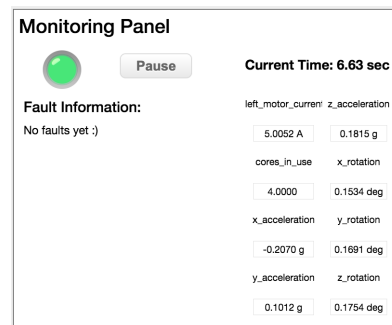 Monitoring Panel
Pause
Current Time: 6.63 sec
Fault Information:
No faults yet :)
left_motor_current z_acceleration
5.0052 A 0.1815 g
cores_in_use x_rotation
4.0000 0.1534 deg
x_acceleration y_rotation
-0.2070 g 0.1691 deg
y_acceleration z_rotation
0.1012 g 0.1754 deg